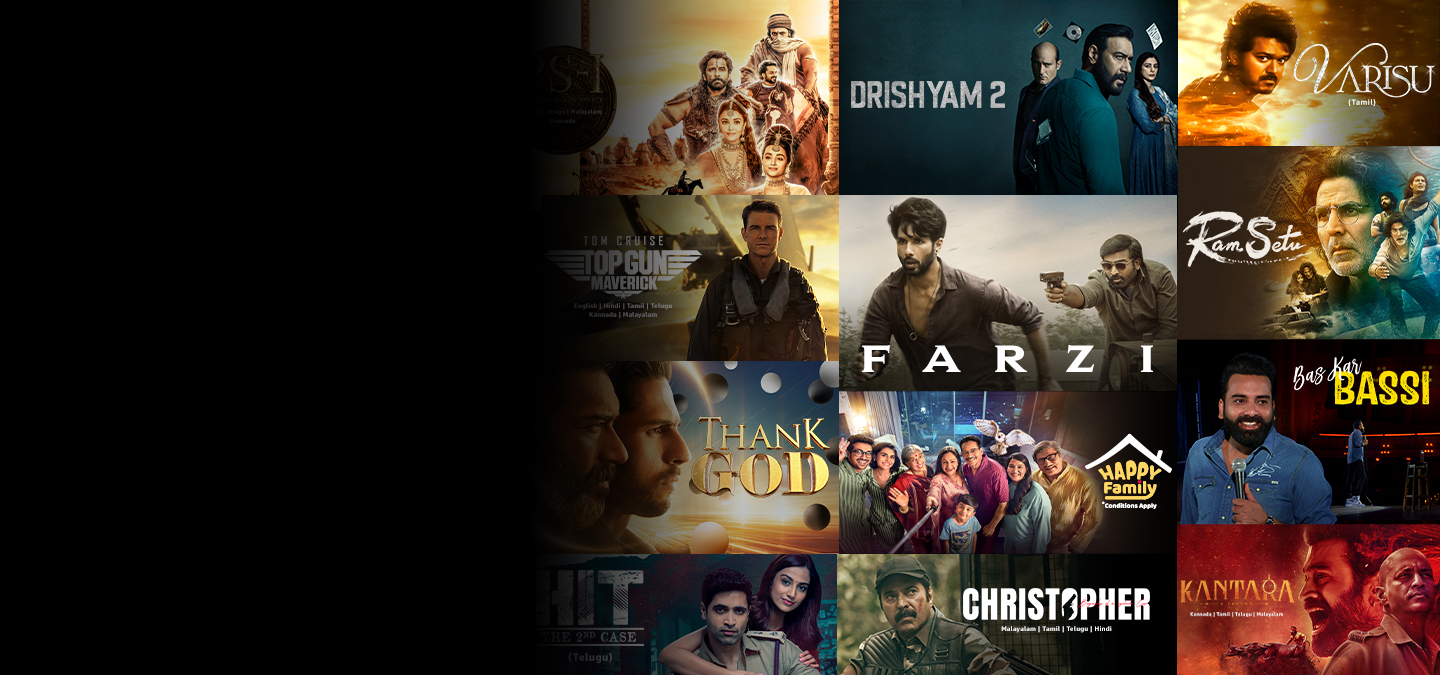 PS-I
DRISHYAM 2
VARISU
(Tamil)
TOM CRUISE
TOP GUN
MAVERICK
English | Hindi | Tamil | Telugu
Kannada | Malayalam
FARZI
Ram Setu
THANK
GOD
HAPPY
Family
*Conditions Apply
Bas Kar
BASSI
HIT
THE 2ND CASE
(Telugu)
CHRISTOPHER
Malayalam | Tamil | Telugu | Hindi
KANTARA
Kannada | Tamil | Telugu | Malayalam